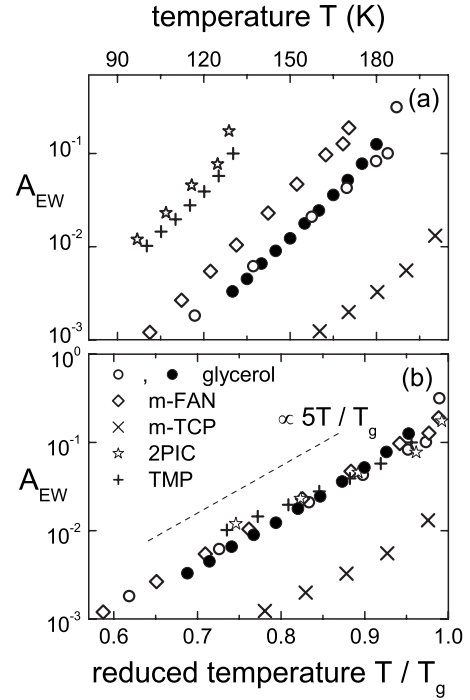 temperature T (K)
90 120 150 180
(a)
10⁻¹
A_EW
10⁻²
10⁻³
10⁰
(b)
○ , ● glycerol
◇ m-FAN
∝ 5T / T_g
× m-TCP
10⁻¹
☆ 2PIC
A_EW
+ TMP
10⁻²
10⁻³
0.6 0.7 0.8 0.9 1.0
reduced temperature T / T_g